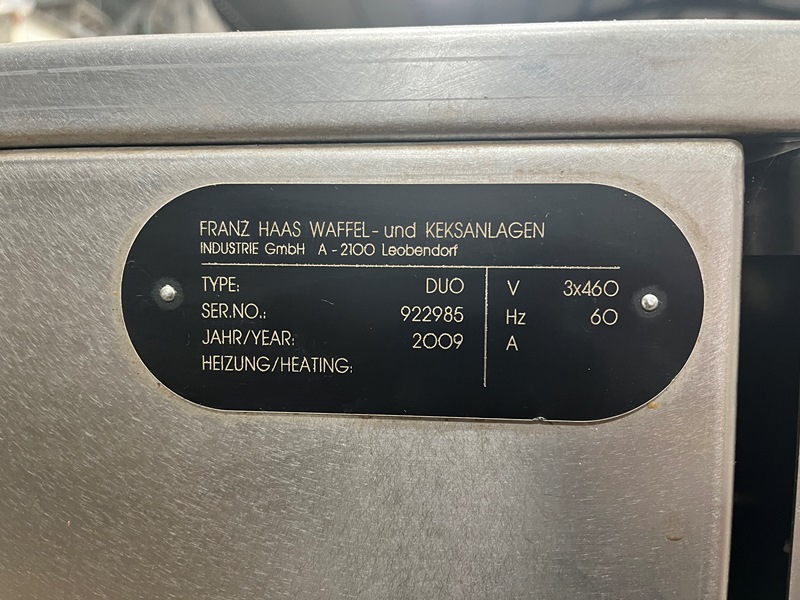 FRANZ HAAS WAFFEL- und KEKSANLAGEN
INDUSTRIE GmbH A-2100 Leobendorf
TYPE: DUO V 3x460
SER.NO.: 922985 Hz 60
JAHR/YEAR: 2009 A
HEIZUNG/HEATING: